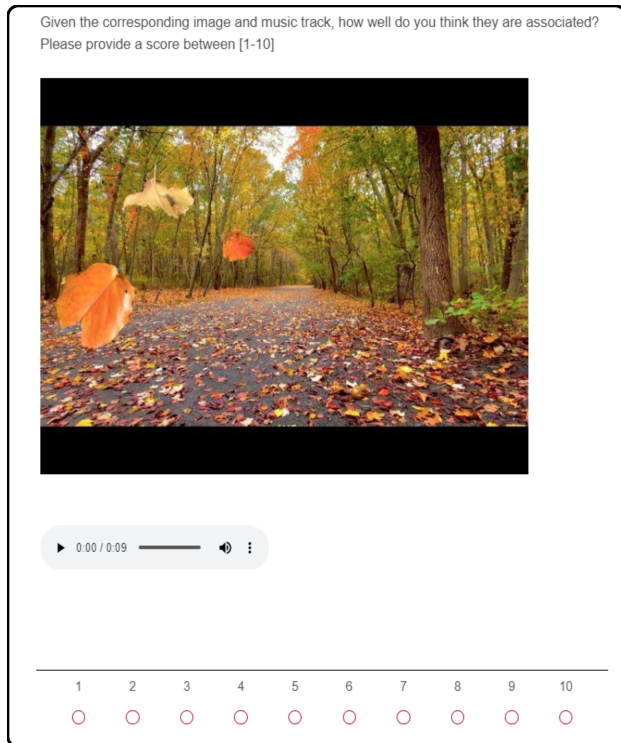 Given the corresponding image and music track, how well do you think they are associated?
Please provide a score between [1-10]
0:00 / 0:09
1 2 3 4 5 6 7 8 9 10